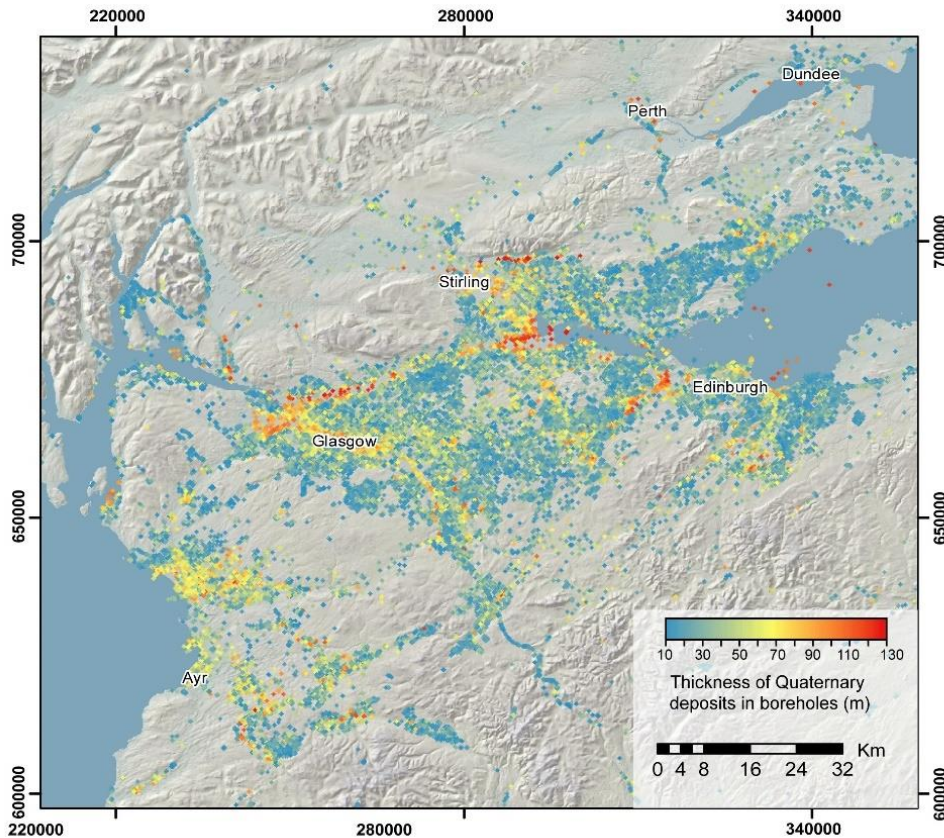 220000 280000 340000
Dundee
Perth
700000 700000
Stirling
Edinburgh
Glasgow
650000 650000
10 30 50 70 90 110 130
Thickness of Quaternary
deposits in boreholes (m)
Ayr
Km
0 4 8 16 24 32
600000 600000
220000 280000 340000